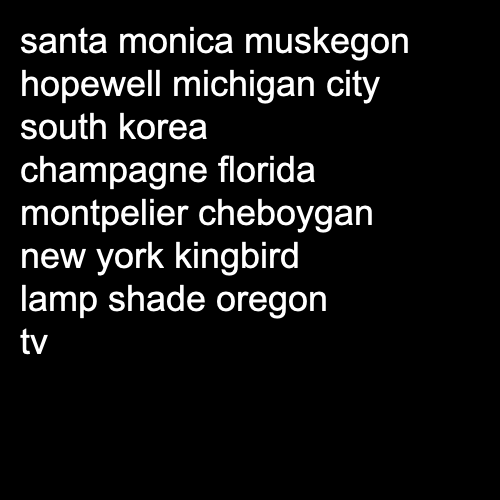 santa monica muskegon
hopewell michigan city
south korea
champagne florida
montpelier cheboygan
new york kingbird
lamp shade oregon
tv